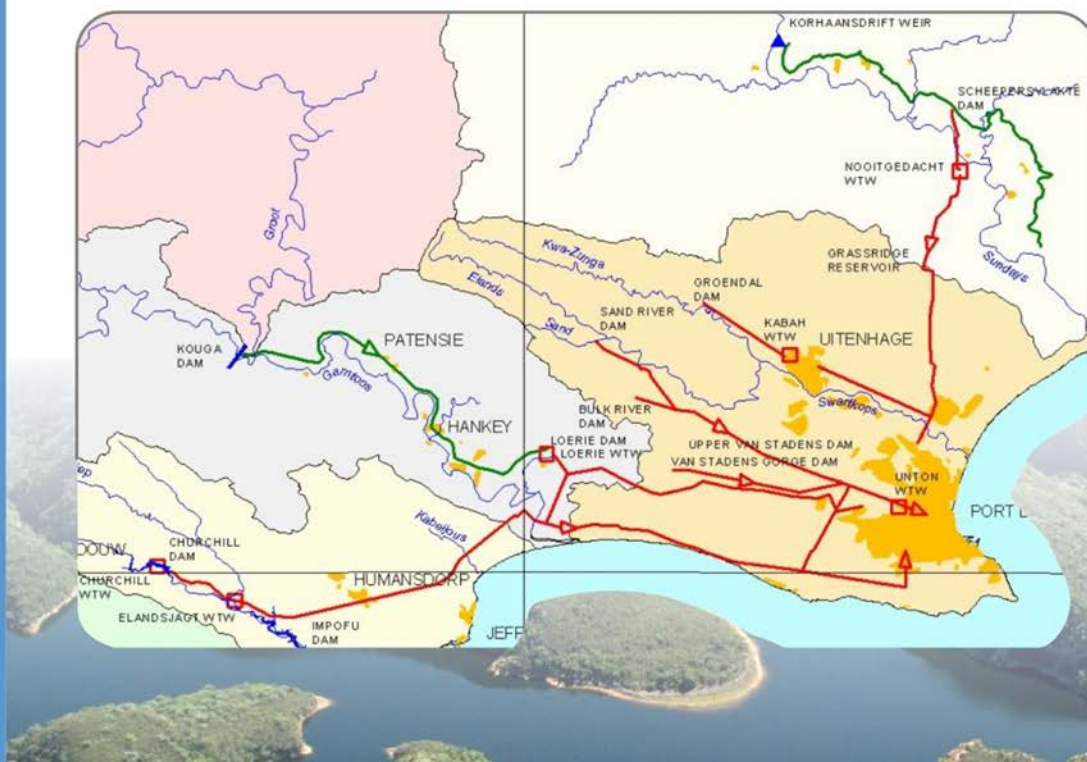 KORHAANSDRIFT WEIR
SCHEEPERSVLAKTE
DAM
NOOITGEDACHT
WTW
Groot
Kwa-Zunga
GRASSRIDGE
RESERVOIR
Sundays
Elands
GROENDAL
DAM
SAND RIVER
DAM
Sand
KABAH
WTW
UITENHAGE
PATENSIE
KOUGA
DAM
Gamtoos
Swartkops
BULK RIVER
DAM
HANKEY
LOERIE DAM
LOERIE WTW
UPPER VAN STADENS DAM
VAN STADENS GORGE DAM
UNTON
WTW
PORT
Kabeljous
CHURCHILL
DAM
DOUW
CHURCHILL
WTW
HUMANSDORP
ELANDSJAGT WTW
IMPOFU
DAM
JEFF